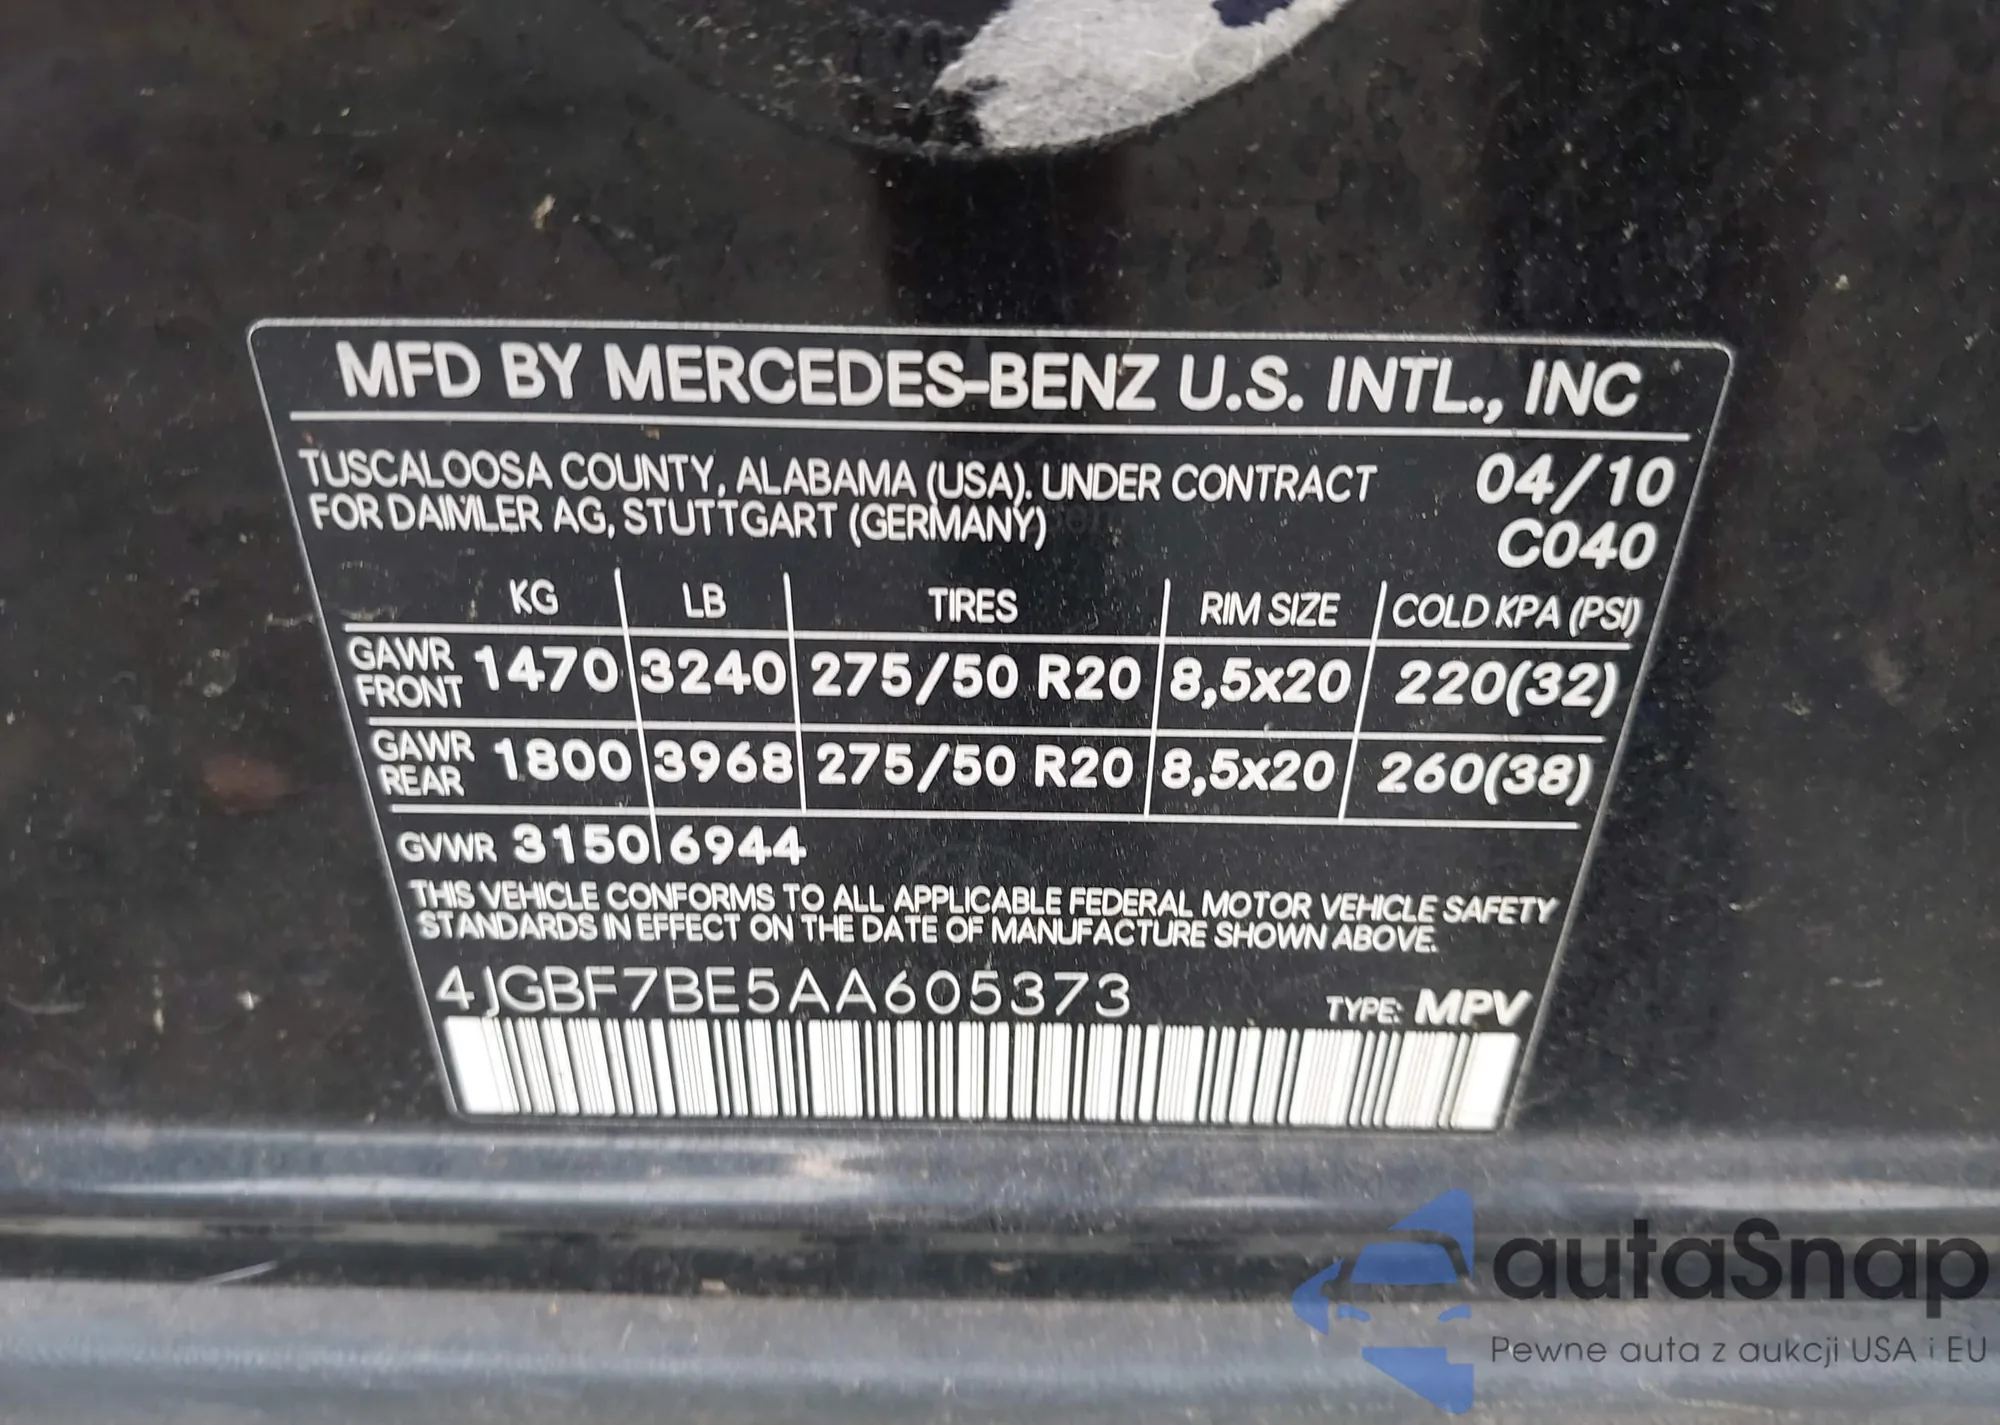 MFD BY MERCEDES-BENZ U.S. INTL., INC
TUSCALOOSA COUNTY, ALABAMA (USA). UNDER CONTRACT 04/10
FOR DAIMLER AG, STUTTGART (GERMANY) C040
KG LB TIRES RIM SIZE COLD KPA (PSI)
GAWR FRONT 1470 3240 275/50 R20 8,5x20 220(32)
GAWR REAR 1800 3968 275/50 R20 8,5x20 260(38)
GVWR 3150 6944
THIS VEHICLE CONFORMS TO ALL APPLICABLE FEDERAL MOTOR VEHICLE SAFETY
STANDARDS IN EFFECT ON THE DATE OF MANUFACTURE SHOWN ABOVE.
4JGBF7BE5AA605373 TYPE: MPV
autaSnap
Pewne auta z aukcji USA i EU